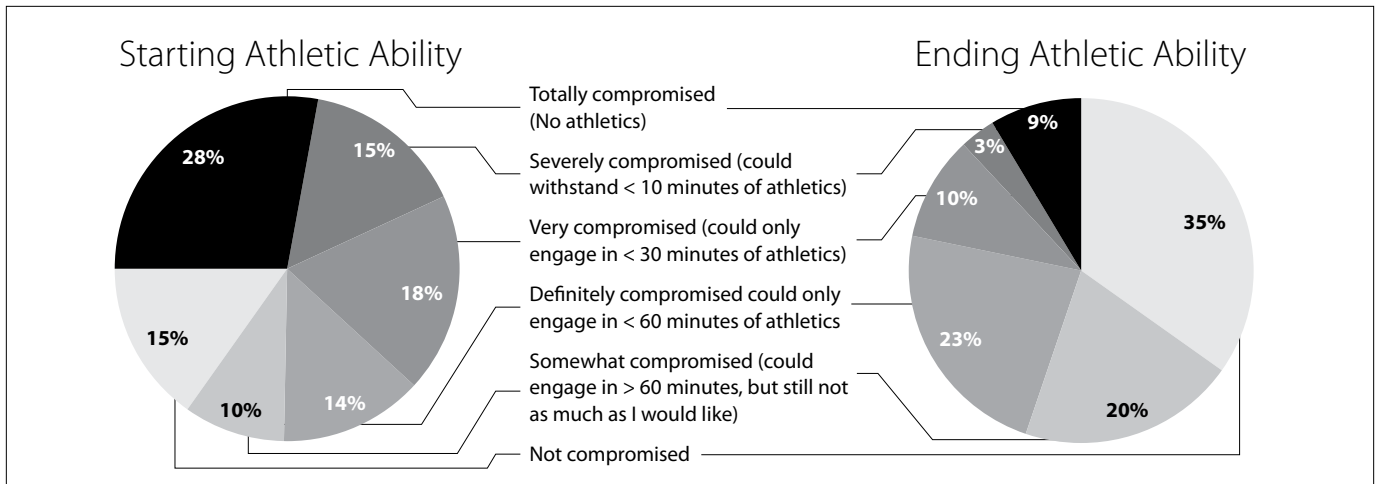 Starting Athletic Ability
Ending Athletic Ability
28%
15%
18%
14%
10%
15%
Totally compromised
(No athletics)
Severely compromised (could
withstand < 10 minutes of athletics)
Very compromised (could only
engage in < 30 minutes of athletics)
Definitely compromised could only
engage in < 60 minutes of athletics
Somewhat compromised (could
engage in > 60 minutes, but still not
as much as I would like)
Not compromised
9%
3%
10%
35%
23%
20%